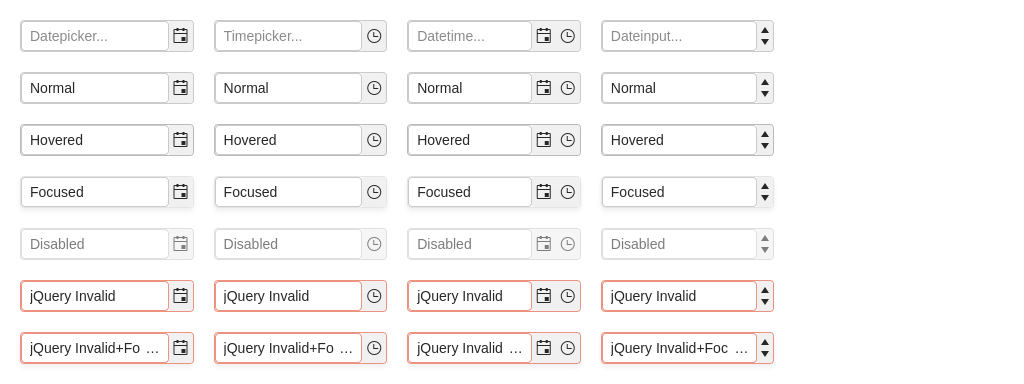 Datepicker... Timepicker... Datetime... Dateinput...
Normal Normal Normal Normal
Hovered Hovered Hovered Hovered
Focused Focused Focused Focused
Disabled Disabled Disabled Disabled
jQuery Invalid jQuery Invalid jQuery Invalid jQuery Invalid
jQuery Invalid+Fo ... jQuery Invalid+Fo ... jQuery Invalid ... jQuery Invalid+Foc ...